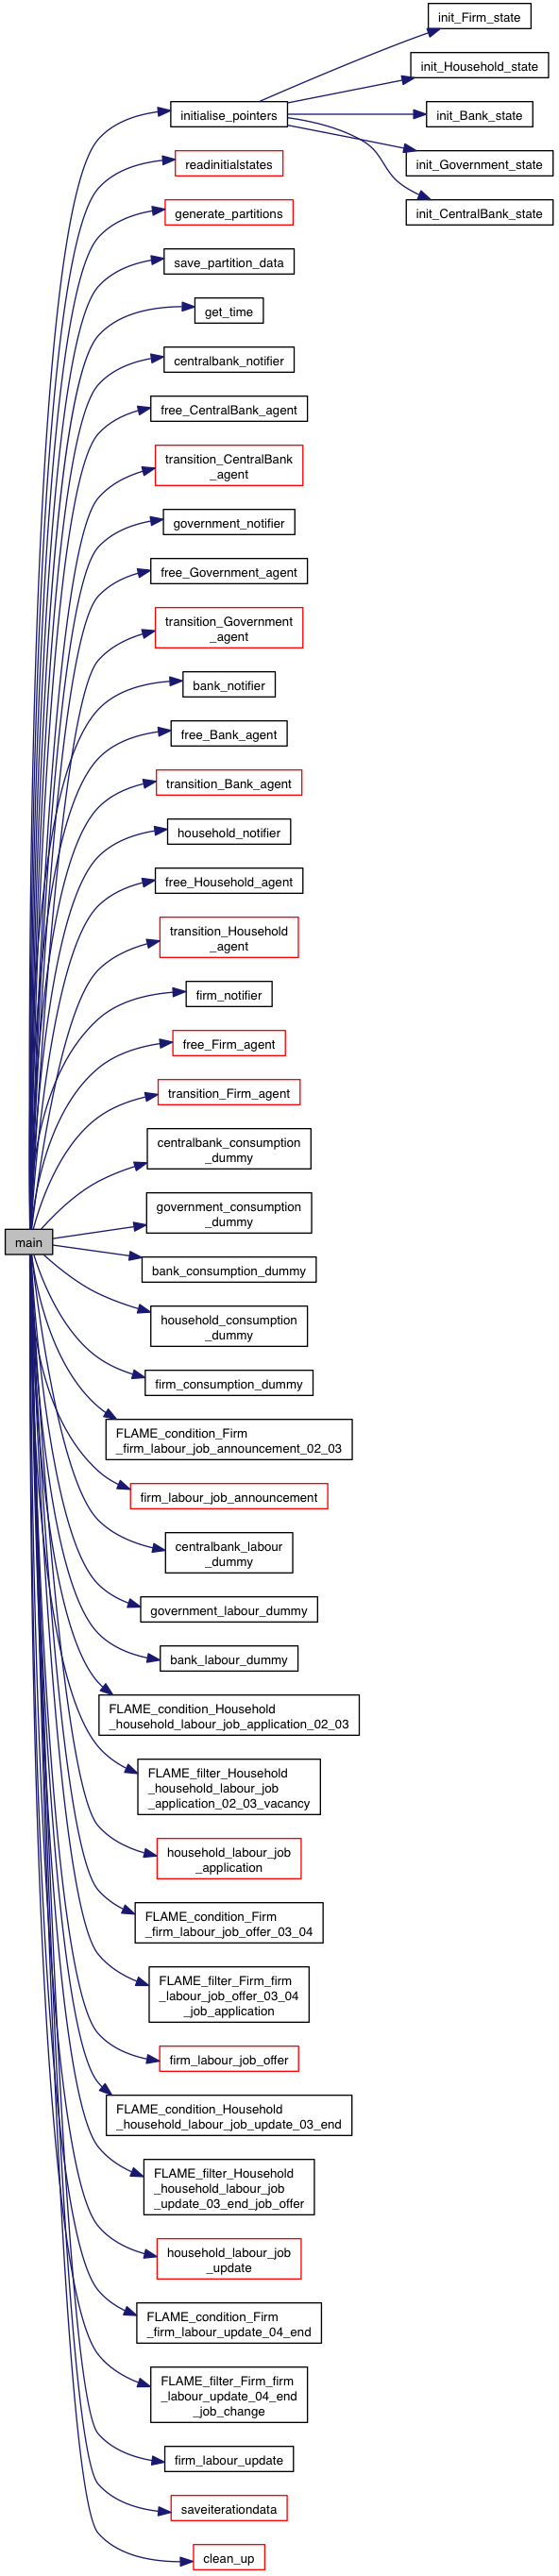 init_Firm_state
init_Household_state
initialise_pointers
init_Bank_state
readinitialstates
init_Government_state
generate_partitions
init_CentralBank_state
save_partition_data
get_time
centralbank_notifier
free_CentralBank_agent
transition_CentralBank
_agent
government_notifier
free_Government_agent
transition_Government
_agent
bank_notifier
free_Bank_agent
transition_Bank_agent
household_notifier
free_Household_agent
transition_Household
_agent
firm_notifier
free_Firm_agent
transition_Firm_agent
centralbank_consumption
_dummy
government_consumption
_dummy
main
bank_consumption_dummy
household_consumption
_dummy
firm_consumption_dummy
FLAME_condition_Firm
_firm_labour_job_announcement_02_03
firm_labour_job_announcement
centralbank_labour
_dummy
government_labour_dummy
bank_labour_dummy
FLAME_condition_Household
_household_labour_job_application_02_03
FLAME_filter_Household
_household_labour_job
_application_02_03_vacancy
household_labour_job
_application
FLAME_condition_Firm
_firm_labour_job_offer_03_04
FLAME_filter_Firm_firm
_labour_job_offer_03_04
_job_application
firm_labour_job_offer
FLAME_condition_Household
_household_labour_job_update_03_end
FLAME_filter_Household
_household_labour_job
_update_03_end_job_offer
household_labour_job
_update
FLAME_condition_Firm
_firm_labour_update_04_end
FLAME_filter_Firm_firm
_labour_update_04_end
_job_change
firm_labour_update
saveiterationdata
clean_up